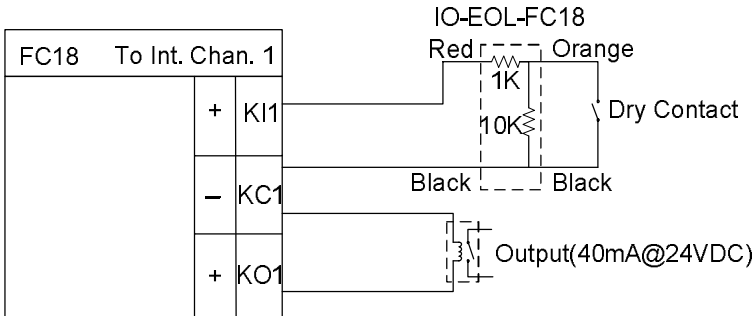 IO-EOL-FC18
FC18 To Int. Chan. 1
Red Orange
1K
+ KI1
10K
Dry Contact
Black Black
– KC1
Output(40mA@24VDC)
+ KO1